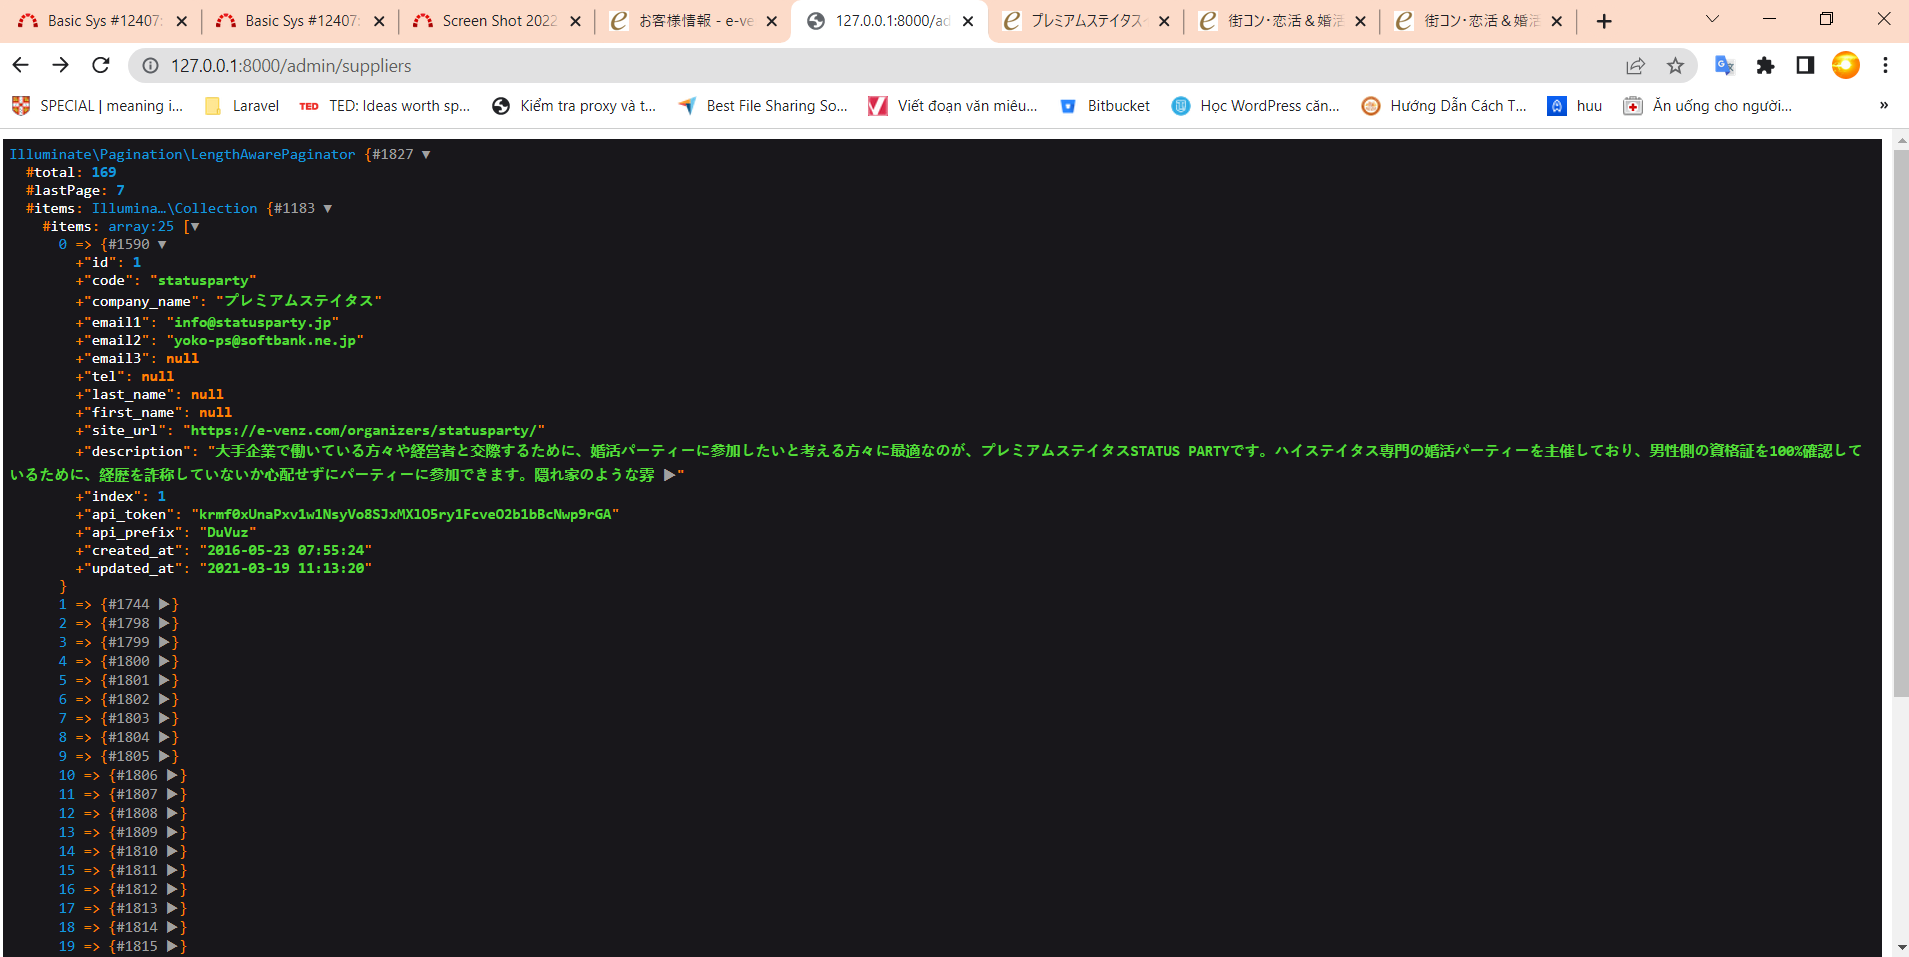 Basic Sys #12407:
Basic Sys #12407:
Screen Shot 2022
お客様情報 - e-ve
127.0.0.1:8000/ad
プレミアムステイタス
街コン・恋活＆婚活
街コン・恋活＆婚活
127.0.0.1:8000/admin/suppliers
SPECIAL | meaning i...
Laravel
TED TED: Ideas worth sp...
Kiểm tra proxy và t...
Best File Sharing So...
Viết đoạn văn miêu...
Bitbucket
Học WordPress căn...
Hướng Dẫn Cách T...
huu
Ăn uống cho người...
»
Illuminate\Pagination\LengthAwarePaginator {#1827 ▼
#total: 169
#lastPage: 7
#items: Illumina…\Collection {#1183 ▼
#items: array:25 [▼
0 => {#1590 ▼
+"id": 1
+"code": "statusparty"
+"company_name": "プレミアムステイタス"
+"email1": "info@statusparty.jp"
+"email2": "yoko-ps@softbank.ne.jp"
+"email3": null
+"tel": null
+"last_name": null
+"first_name": null
+"site_url": "https://e-venz.com/organizers/statusparty/"
+"description": "大手企業で働いている方々や経営者と交際するために、婚活パーティーに参加したいと考える方々に最適なのが、プレミアムステイタスSTATUS PARTYです。ハイステイタス専門の婚活パーティーを主催しており、男性側の資格証を100%確認して
いるために、経歴を詐称していないか心配せずにパーティーに参加できます。隠れ家のような雰 ▶"
+"index": 1
+"api_token": "krmf0xUnaPxv1w1NsyVo8SJxMXlO5ry1FcveO2b1bBcNwp9rGA"
+"api_prefix": "DuVuz"
+"created_at": "2016-05-23 07:55:24"
+"updated_at": "2021-03-19 11:13:20"
}
1 => {#1744 ▶}
2 => {#1798 ▶}
3 => {#1799 ▶}
4 => {#1800 ▶}
5 => {#1801 ▶}
6 => {#1802 ▶}
7 => {#1803 ▶}
8 => {#1804 ▶}
9 => {#1805 ▶}
10 => {#1806 ▶}
11 => {#1807 ▶}
12 => {#1808 ▶}
13 => {#1809 ▶}
14 => {#1810 ▶}
15 => {#1811 ▶}
16 => {#1812 ▶}
17 => {#1813 ▶}
18 => {#1814 ▶}
19 => {#1815 ▶}